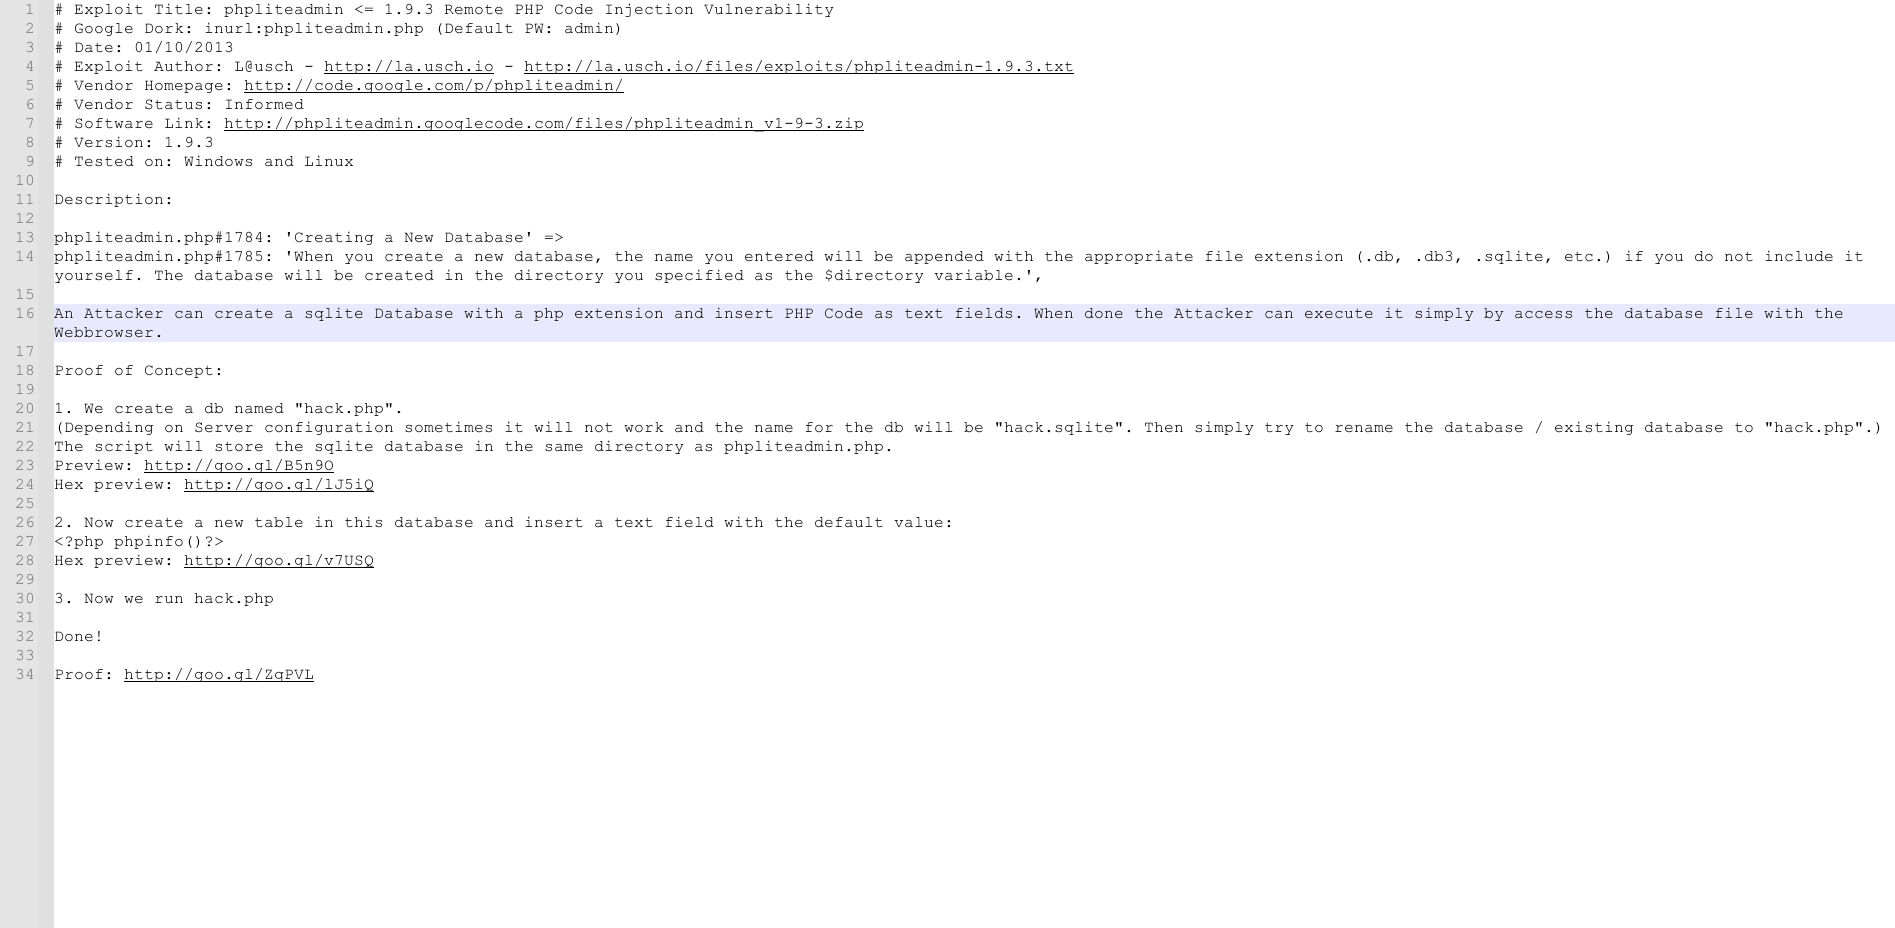 1 # Exploit Title: phpliteadmin <= 1.9.3 Remote PHP Code Injection Vulnerability
2 # Google Dork: inurl:phpliteadmin.php (Default PW: admin)
3 # Date: 01/10/2013
4 # Exploit Author: L@usch - http://la.usch.io - http://la.usch.io/files/exploits/phpliteadmin-1.9.3.txt
5 # Vendor Homepage: http://code.google.com/p/phpliteadmin/
6 # Vendor Status: Informed
7 # Software Link: http://phpliteadmin.googlecode.com/files/phpliteadmin_v1-9-3.zip
8 # Version: 1.9.3
9 # Tested on: Windows and Linux
10
11 Description:
12
13 phpliteadmin.php#1784: 'Creating a New Database' =>
14 phpliteadmin.php#1785: 'When you create a new database, the name you entered will be appended with the appropriate file extension (.db, .db3, .sqlite, etc.) if you do not include it
yourself. The database will be created in the directory you specified as the $directory variable.',
15
16 An Attacker can create a sqlite Database with a php extension and insert PHP Code as text fields. When done the Attacker can execute it simply by access the database file with the
Webbrowser.
17
18 Proof of Concept:
19
20 1. We create a db named "hack.php".
21 (Depending on Server configuration sometimes it will not work and the name for the db will be "hack.sqlite". Then simply try to rename the database / existing database to "hack.php".)
22 The script will store the sqlite database in the same directory as phpliteadmin.php.
23 Preview: http://goo.gl/B5n9O
24 Hex preview: http://goo.gl/lJ5iQ
25
26 2. Now create a new table in this database and insert a text field with the default value:
27 <?php phpinfo()?>
28 Hex preview: http://goo.gl/v7USQ
29
30 3. Now we run hack.php
31
32 Done!
33
34 Proof: http://goo.gl/ZqPVL